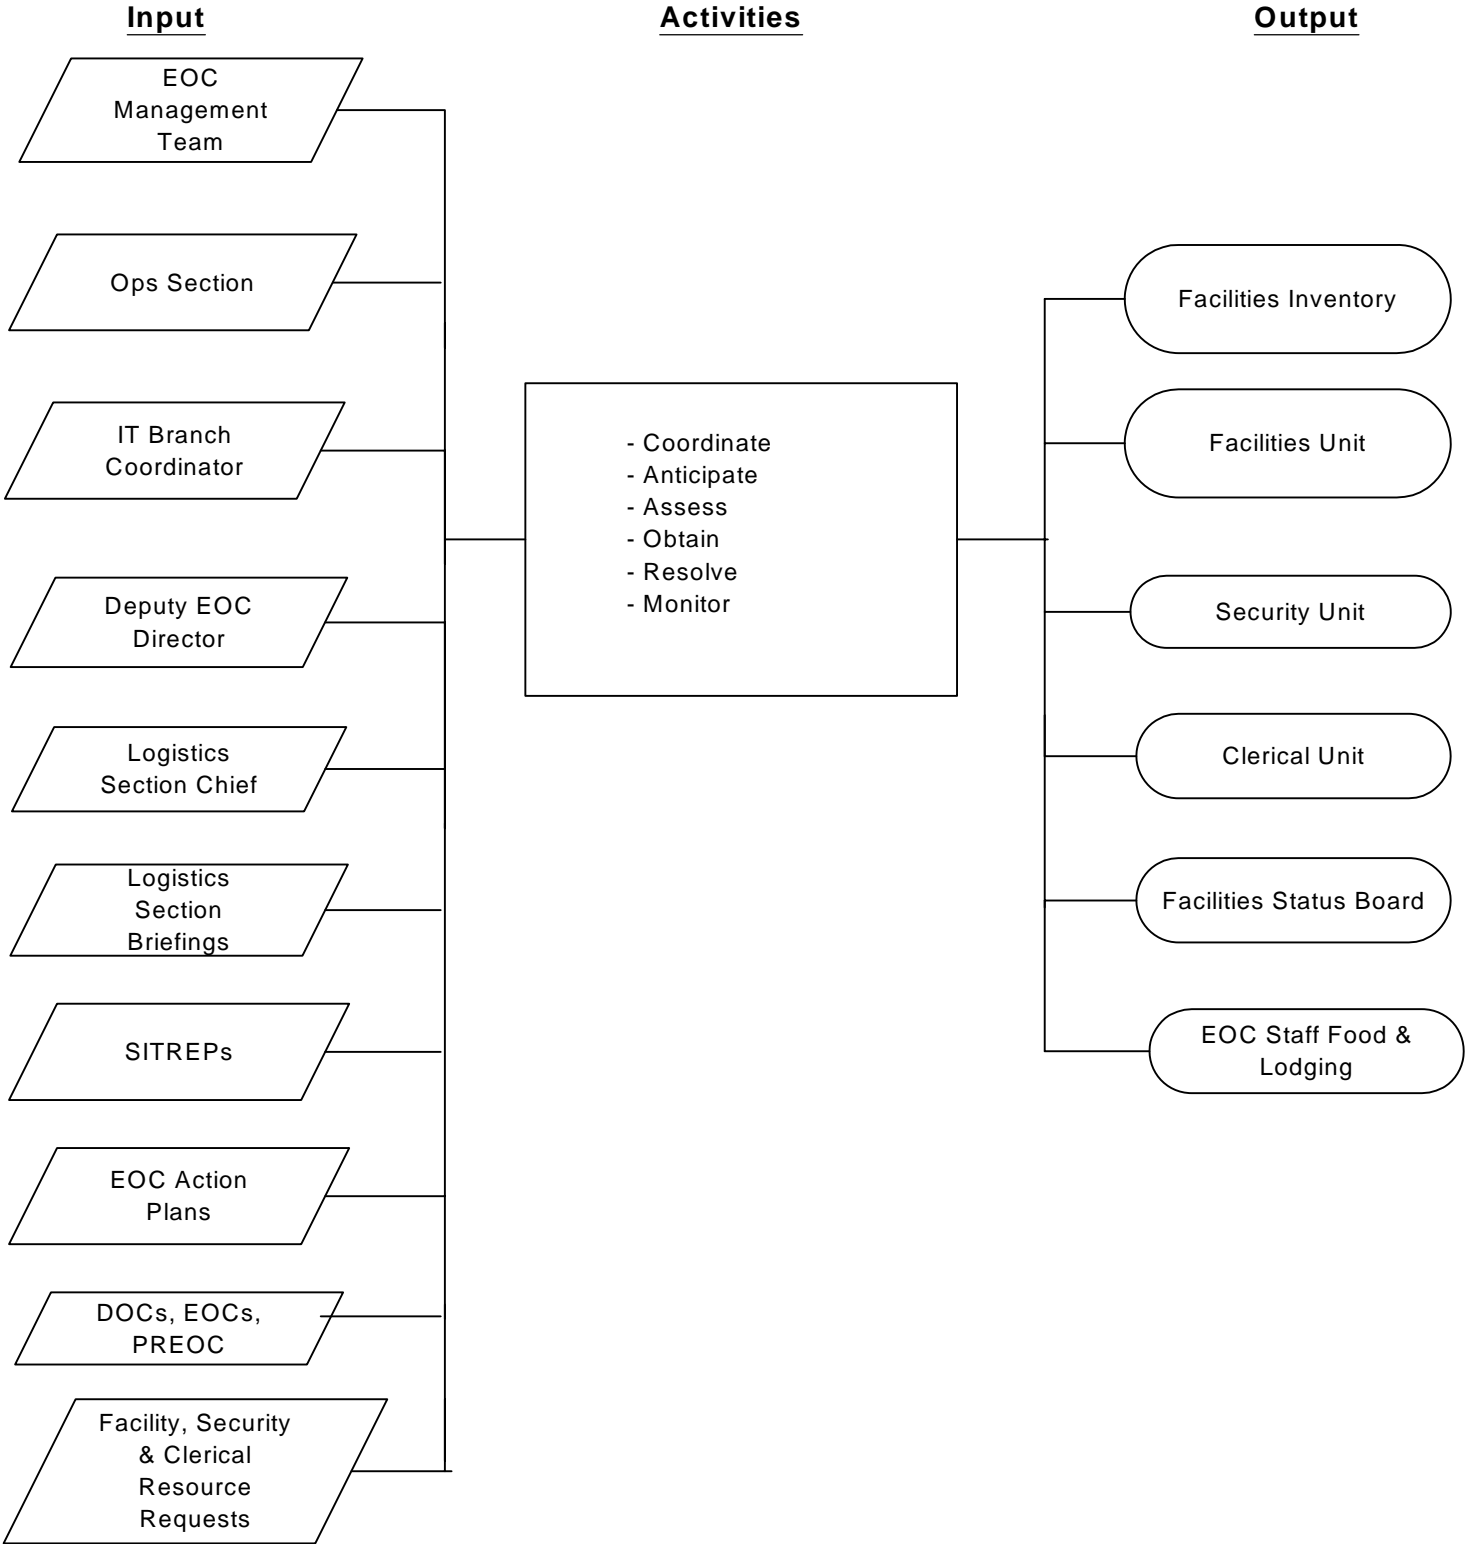 Input
Activities
Output
EOC
Management
Team
Ops Section
IT Branch
Coordinator
Deputy EOC
Director
Logistics
Section Chief
Logistics
Section
Briefings
SITREPs
EOC Action
Plans
DOCs, EOCs,
PREOC
Facility, Security
& Clerical
Resource
Requests
- Coordinate
- Anticipate
- Assess
- Obtain
- Resolve
- Monitor
Facilities Inventory
Facilities Unit
Security Unit
Clerical Unit
Facilities Status Board
EOC Staff Food &
Lodging